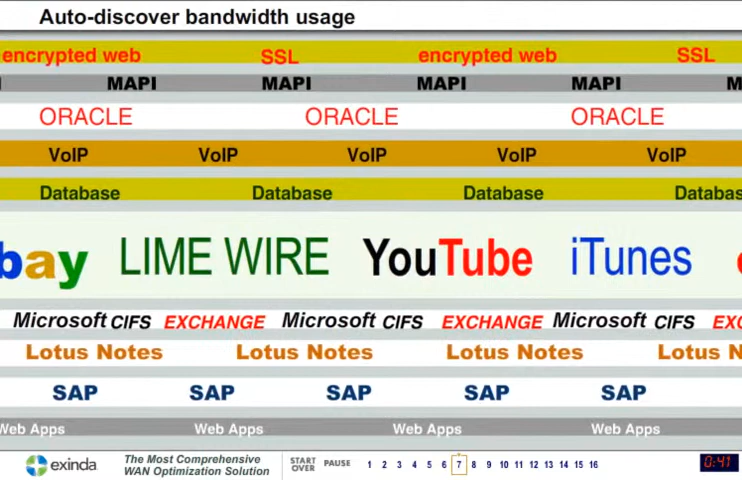 Auto-discover bandwidth usage
encrypted web SSL encrypted web SSL
MAPI MAPI MAPI MAPI
ORACLE ORACLE ORACLE
VoIP VoIP VoIP VoIP VoIP
Database Database Database Databas
bay LIME WIRE YouTube iTunes
Microsoft CIFS EXCHANGE Microsoft CIFS EXCHANGE Microsoft CIFS EXC
Lotus Notes Lotus Notes Lotus Notes Lotus N
SAP SAP SAP SAP SAP
Web Apps Web Apps Web Apps Web Apps
exinda The Most Comprehensive WAN Optimization Solution START OVER PAUSE 1 2 3 4 5 6 7 8 9 10 11 12 13 14 15 16 0:41